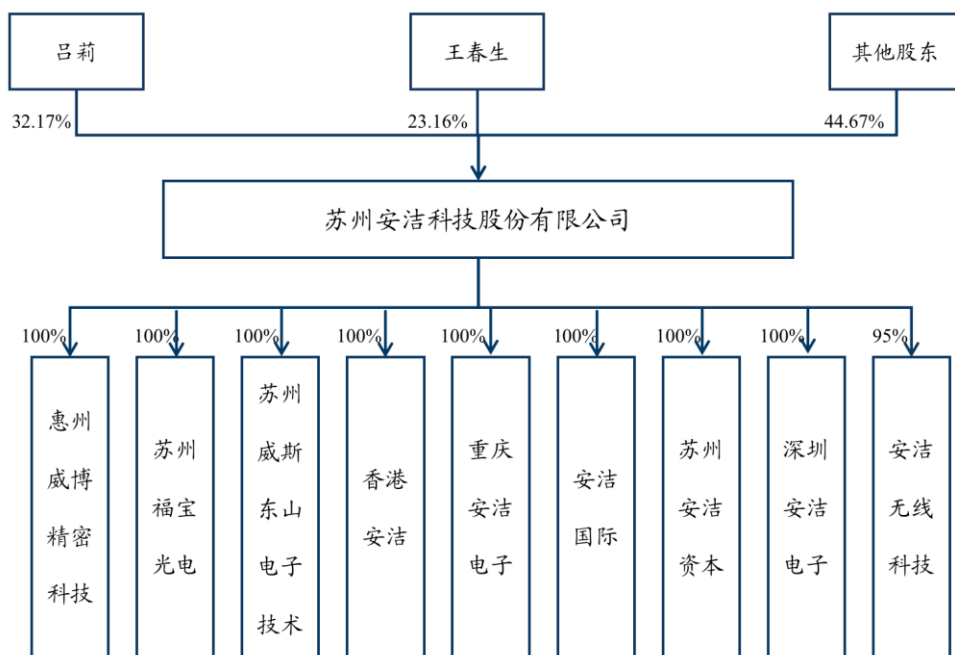 吕莉
王春生
其他股东
32.17%
23.16%
44.67%
苏州安洁科技股份有限公司
100%
100%
100%
100%
100%
100%
100%
100%
95%
惠州
威博
精密
科技
苏州
福宝
光电
苏州
威斯
东山
电子
技术
香港
安洁
重庆
安洁
电子
安洁
国际
苏州
安洁
资本
深圳
安洁
电子
安洁
无线
科技